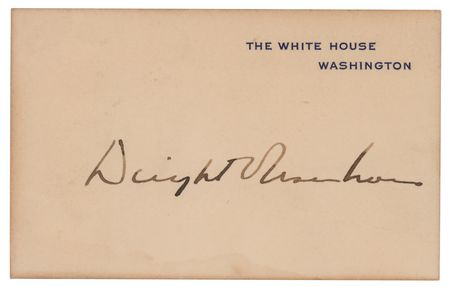 THE WHITE HOUSE
WASHINGTON
Dwight Eisenhower